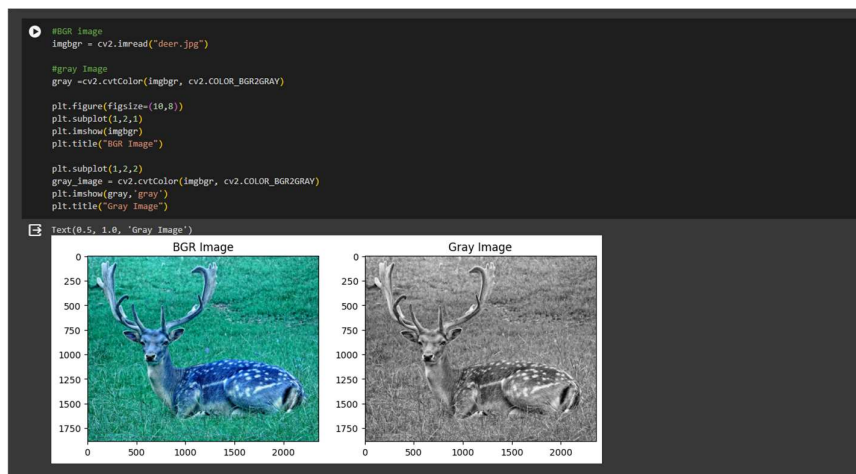 #BGR image
imgbgr = cv2.imread("deer.jpg")
#gray Image
gray =cv2.cvtColor(imgbgr, cv2.COLOR_BGR2GRAY)
plt.figure(figsize=(10,8))
plt.subplot(1,2,1)
plt.imshow(imgbgr)
plt.title("BGR Image")
plt.subplot(1,2,2)
gray_image = cv2.cvtColor(imgbgr, cv2.COLOR_BGR2GRAY)
plt.imshow(gray,'gray')
plt.title("Gray Image")
Text(0.5, 1.0, 'Gray Image')
BGR Image
0
250
500
750
1000
1250
1500
1750
0 500 1000 1500 2000
Gray Image
0
250
500
750
1000
1250
1500
1750
0 500 1000 1500 2000